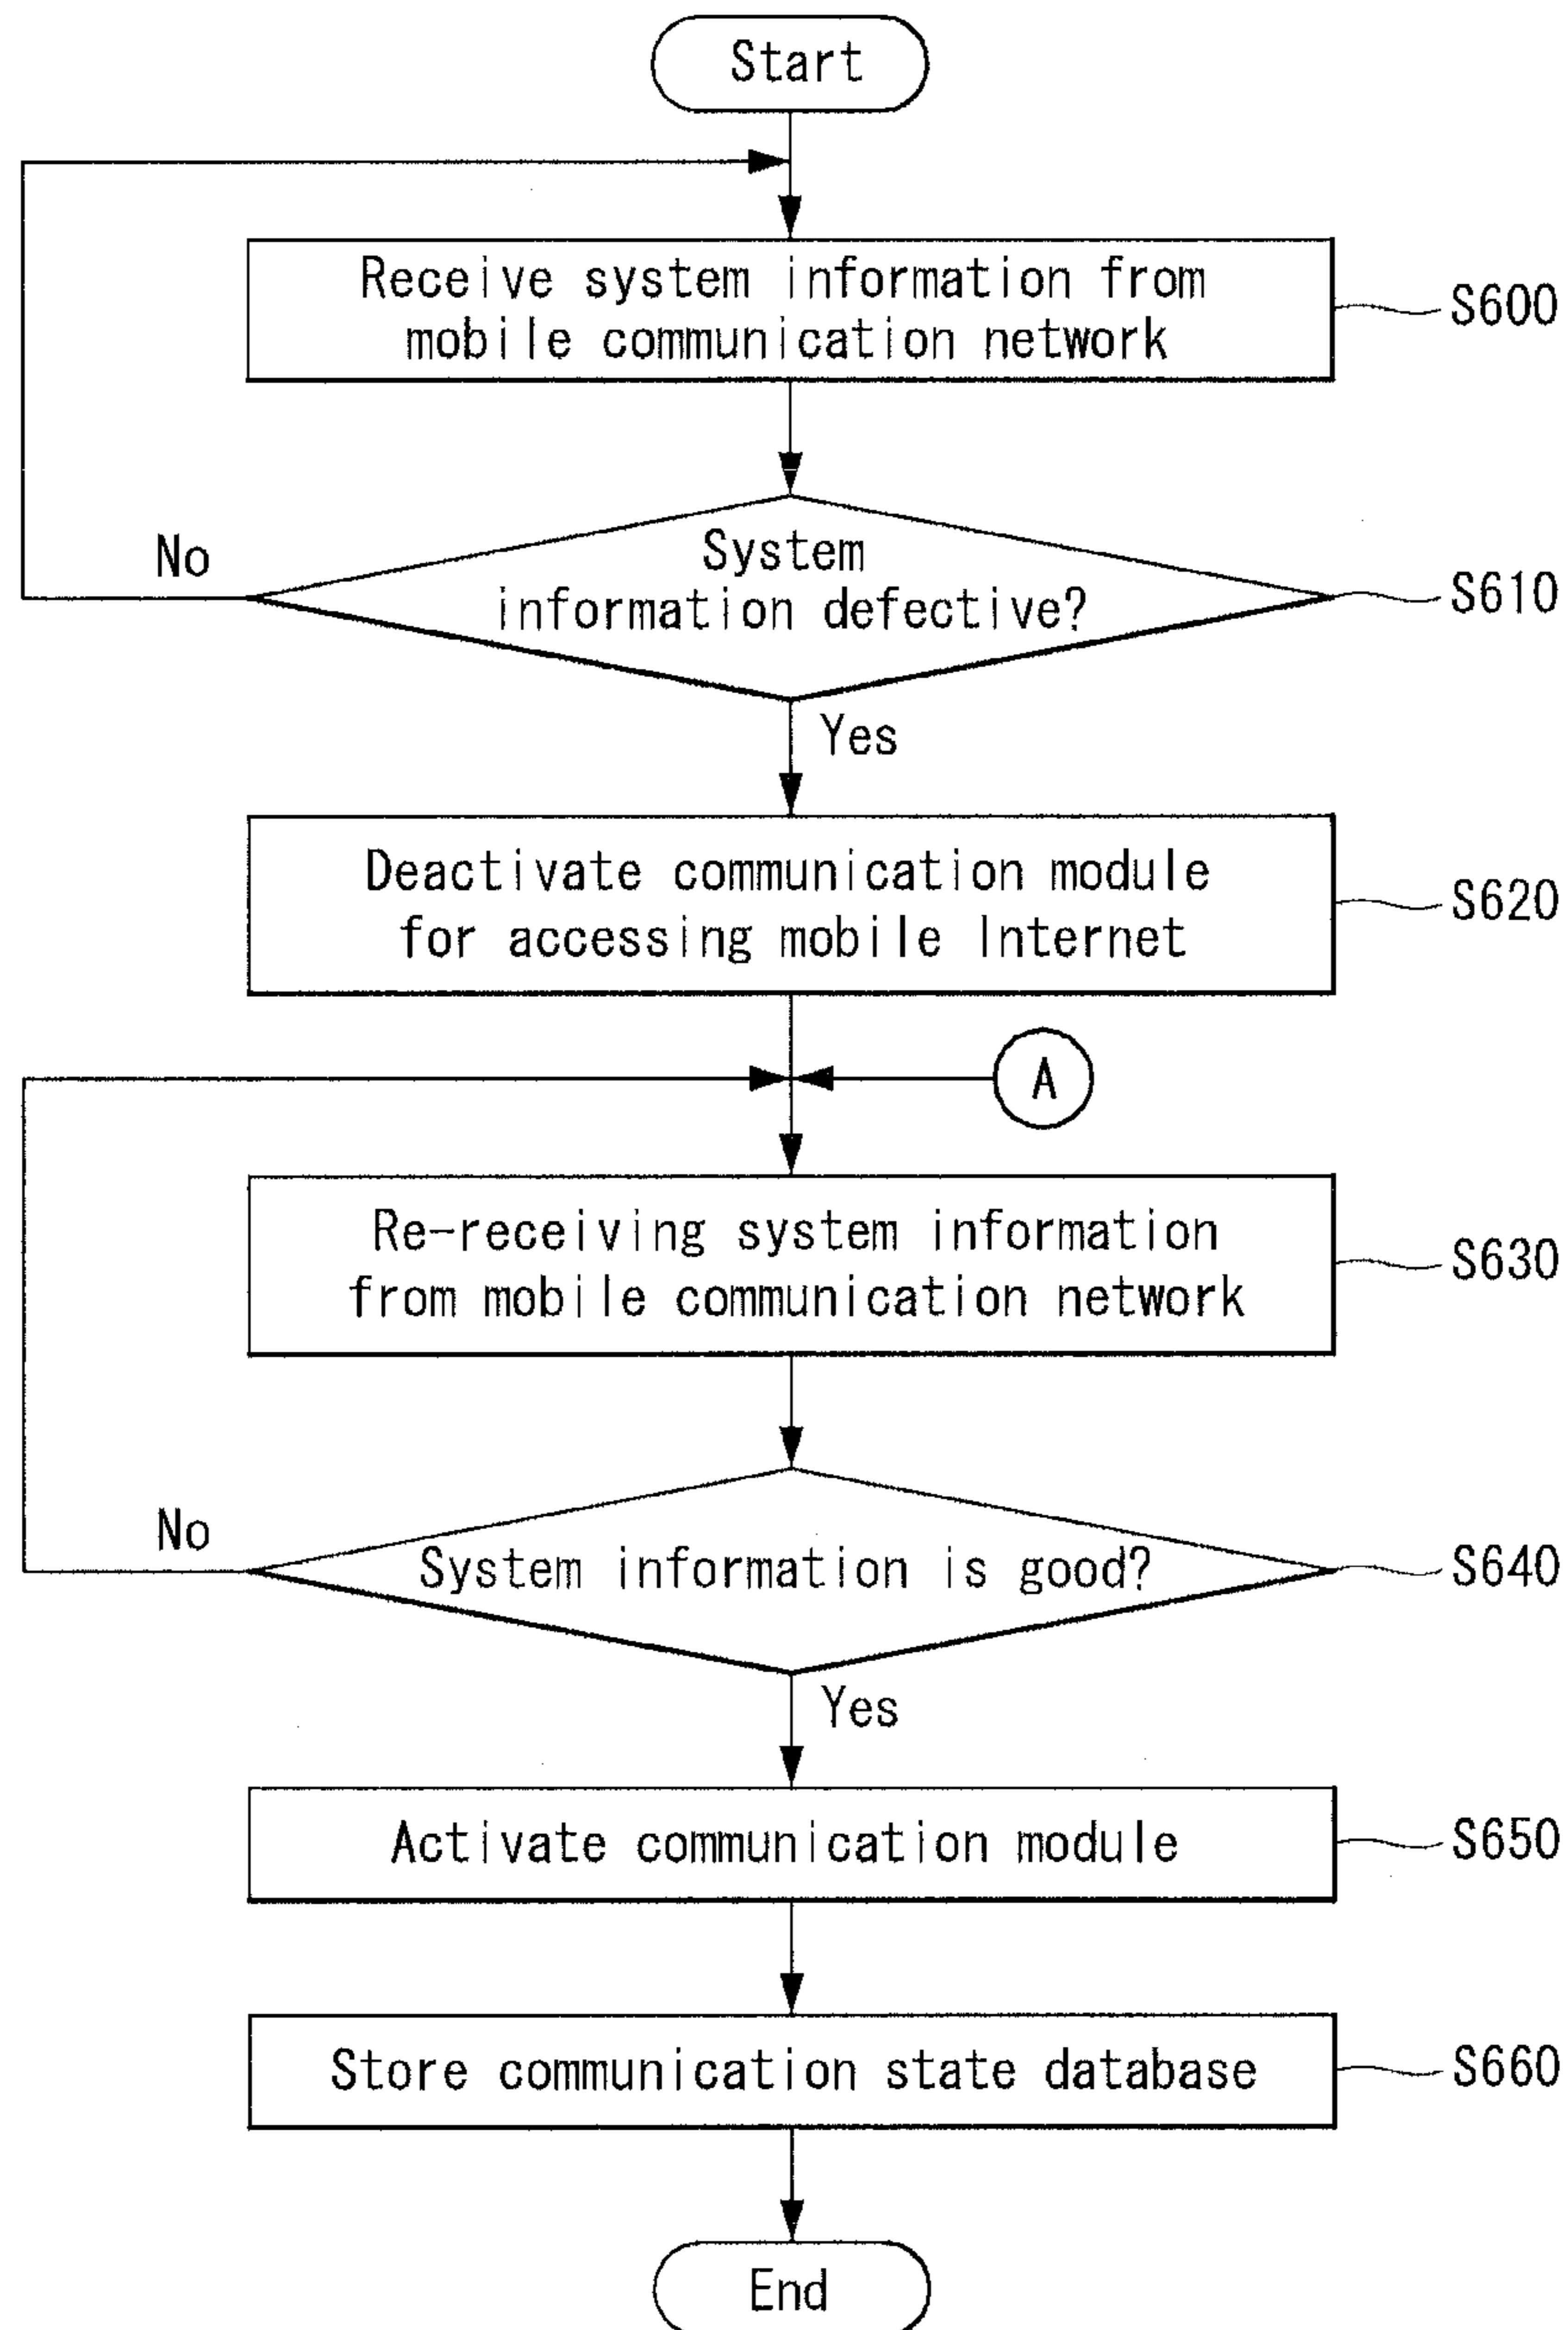 Start
Receive system information from
mobile communication network
S600
No
System
information defective?
S610
Yes
Deactivate communication module
for accessing mobile Internet
S620
A
Re-receiving system information
from mobile communication network
S630
No
System information is good?
S640
Yes
Activate communication module
S650
Store communication state database
S660
End